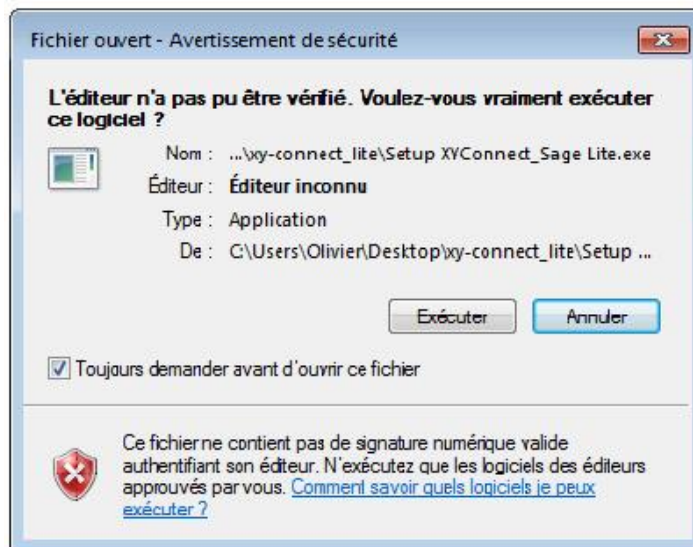 Fichier ouvert - Avertissement de sécurité
L'éditeur n'a pas pu être vérifié. Voulez-vous vraiment exécuter
ce logiciel ?
Nom : ...\xy-connect_lite\Setup XYConnect_Sage Lite.exe
Éditeur : Éditeur inconnu
Type : Application
De : C:\Users\Olivier\Desktop\xy-connect_lite\Setup ...
Exécuter Annuler
Toujours demander avant d'ouvrir ce fichier
Ce fichier ne contient pas de signature numérique valide
authentifiant son éditeur. N'exécutez que les logiciels des éditeurs
approuvés par vous. Comment savoir quels logiciels je peux
exécuter ?